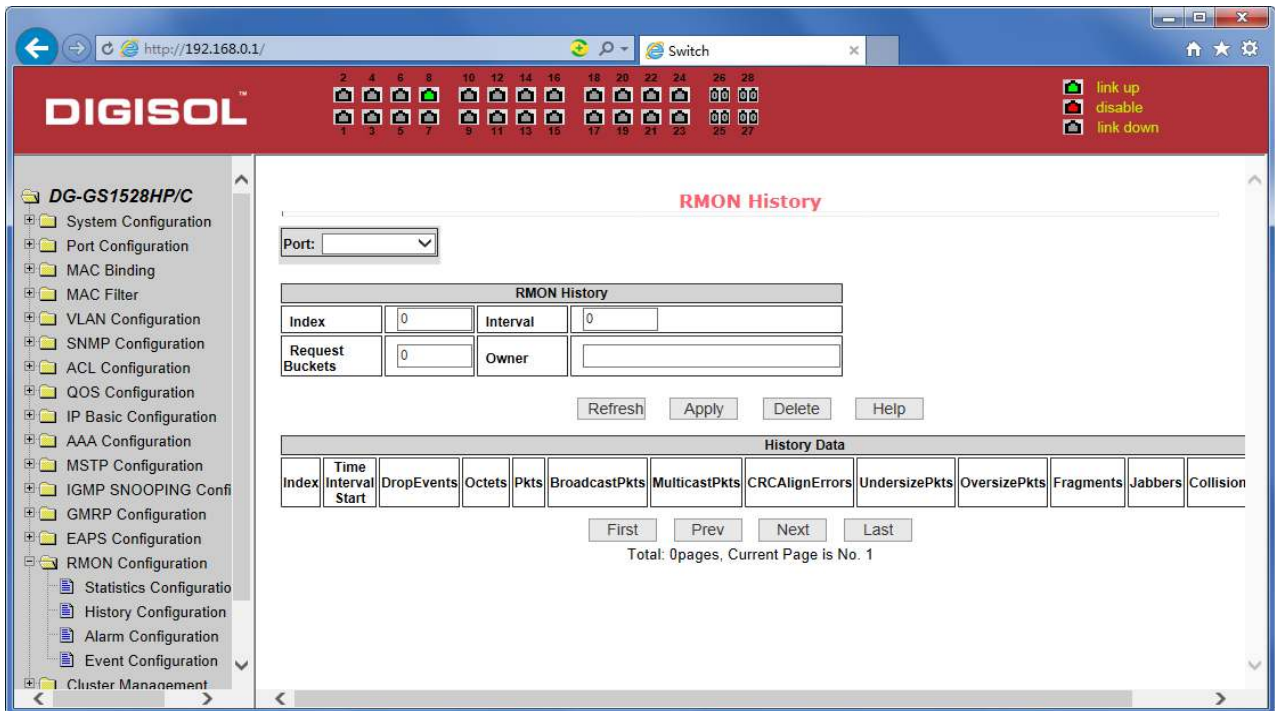 http://192.168.0.1/
Switch
DIGISOL™
2 4 6 8 10 12 14 16 18 20 22 24 26 28
1 3 5 7 9 11 13 15 17 19 21 23 25 27
link up
disable
link down
DG-GS1528HP/C
System Configuration
Port Configuration
MAC Binding
MAC Filter
VLAN Configuration
SNMP Configuration
ACL Configuration
QOS Configuration
IP Basic Configuration
AAA Configuration
MSTP Configuration
IGMP SNOOPING Confi
GMRP Configuration
EAPS Configuration
RMON Configuration
Statistics Configuratio
History Configuration
Alarm Configuration
Event Configuration
Cluster Management
RMON History
Port:
RMON History
Index 0 Interval 0
Request Buckets 0 Owner
Refresh Apply Delete Help
History Data
Index Time Interval Start DropEvents Octets Pkts BroadcastPkts MulticastPkts CRCAlignErrors UndersizePkts OversizePkts Fragments Jabbers Collision
First Prev Next Last
Total: 0pages, Current Page is No. 1